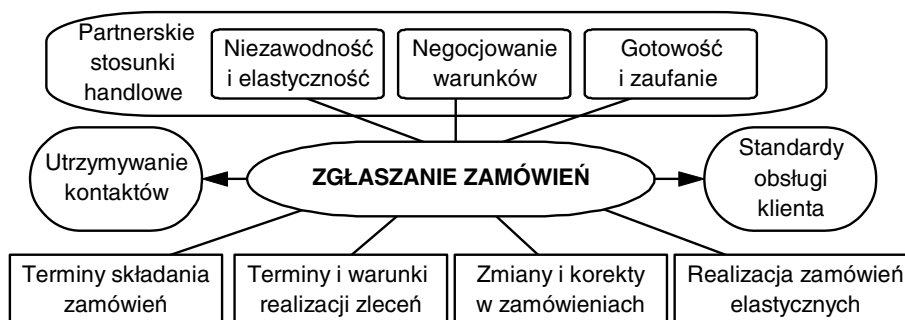 Partnerskie
stosunki
handlowe
Niezawodność
i elastyczność
Negocjowanie
warunków
Gotowość
i zaufanie
Utrzymywanie
kontaktów
ZGŁASZANIE ZAMÓWIEŃ
Standardy
obsługi
klienta
Terminy składania
zamówień
Terminy i warunki
realizacji zleceń
Zmiany i korekty
w zamówieniach
Realizacja zamówień
elastycznych